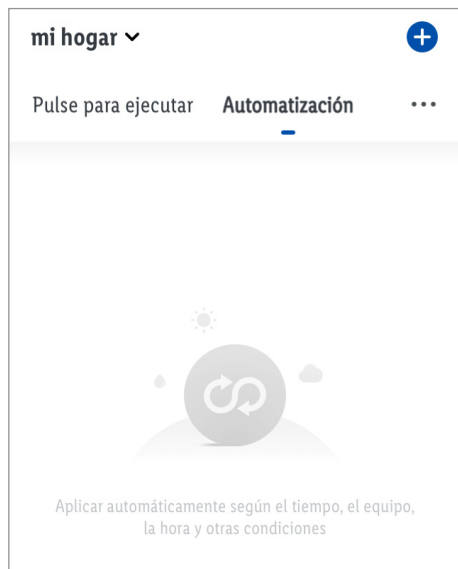 mi hogar
Pulse para ejecutar Automatización
Aplicar automáticamente según el tiempo, el equipo,
la hora y otras condiciones